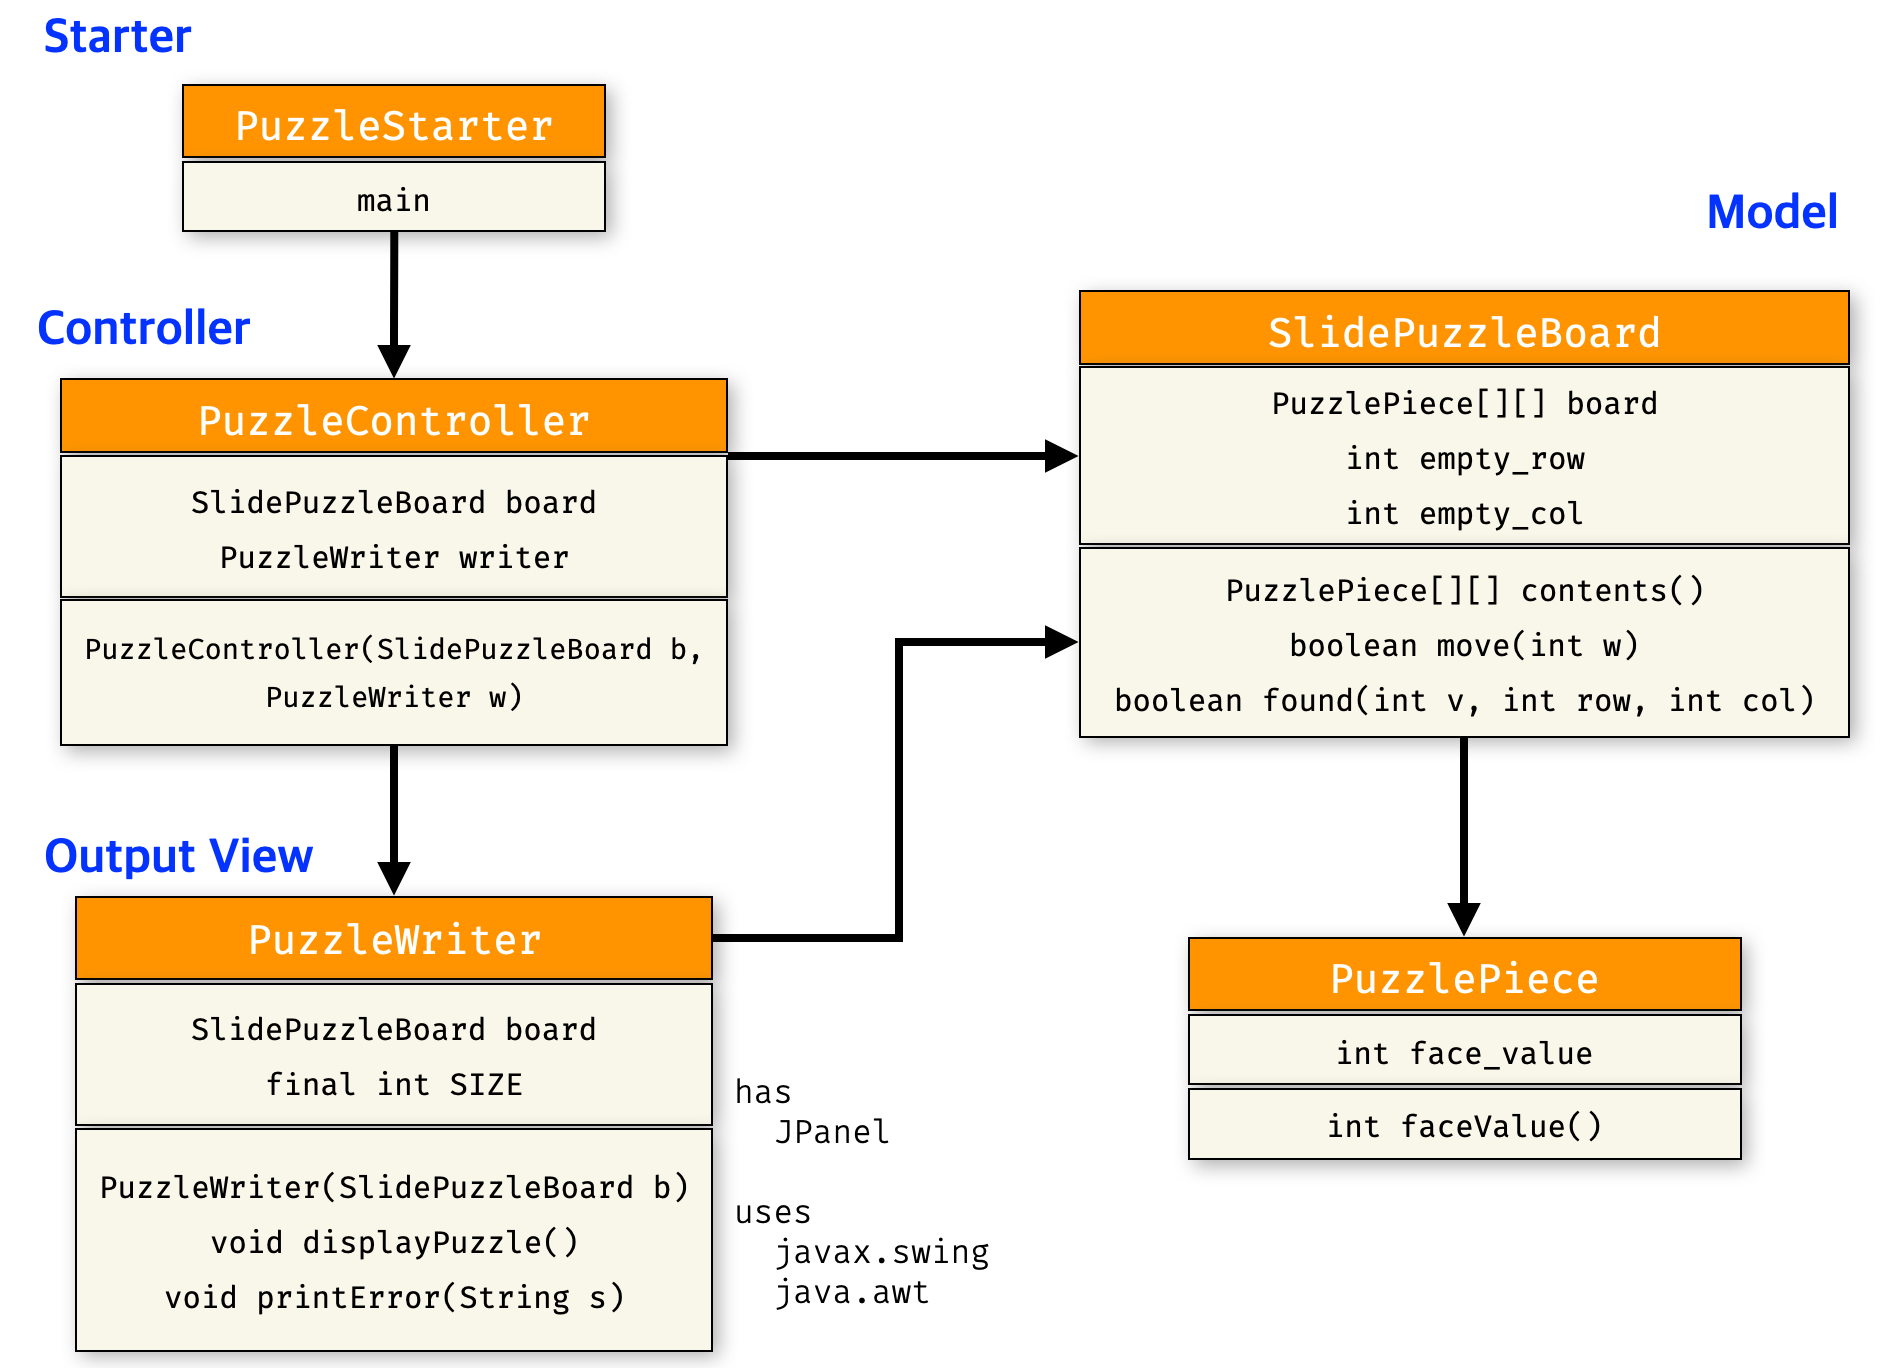 Starter
PuzzleStarter
main
Controller
PuzzleController
SlidePuzzleBoard board
PuzzleWriter writer
PuzzleController(SlidePuzzleBoard b,
PuzzleWriter w)
Output View
PuzzleWriter
SlidePuzzleBoard board
final int SIZE
PuzzleWriter(SlidePuzzleBoard b)
void displayPuzzle()
void printError(String s)
has
JPanel
uses
javax.swing
java.awt
Model
SlidePuzzleBoard
PuzzlePiece[][] board
int empty_row
int empty_col
PuzzlePiece[][] contents()
boolean move(int w)
boolean found(int v, int row, int col)
PuzzlePiece
int face_value
int faceValue()